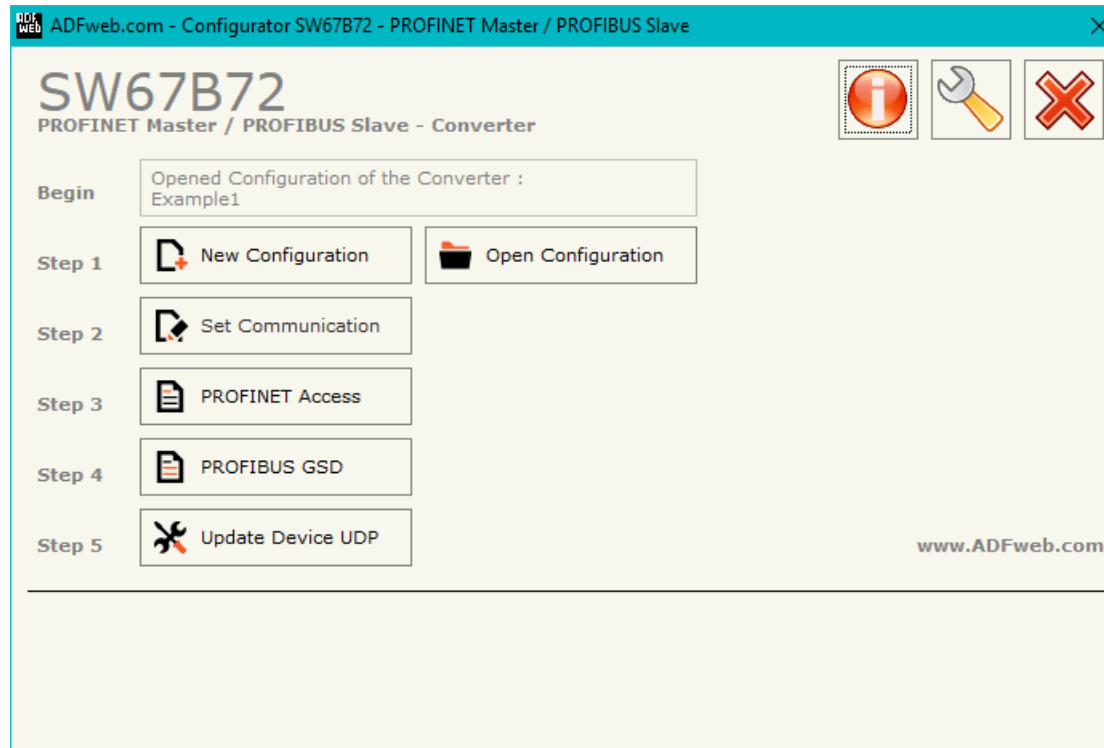 ADF
WEB
ADFweb.com - Configurator SW67B72 - PROFINET Master / PROFIBUS Slave
SW67B72
PROFINET Master / PROFIBUS Slave - Converter
Begin
Opened Configuration of the Converter :
Example1
Step 1
New Configuration
Open Configuration
Step 2
Set Communication
Step 3
PROFINET Access
Step 4
PROFIBUS GSD
Step 5
Update Device UDP
www.ADFweb.com